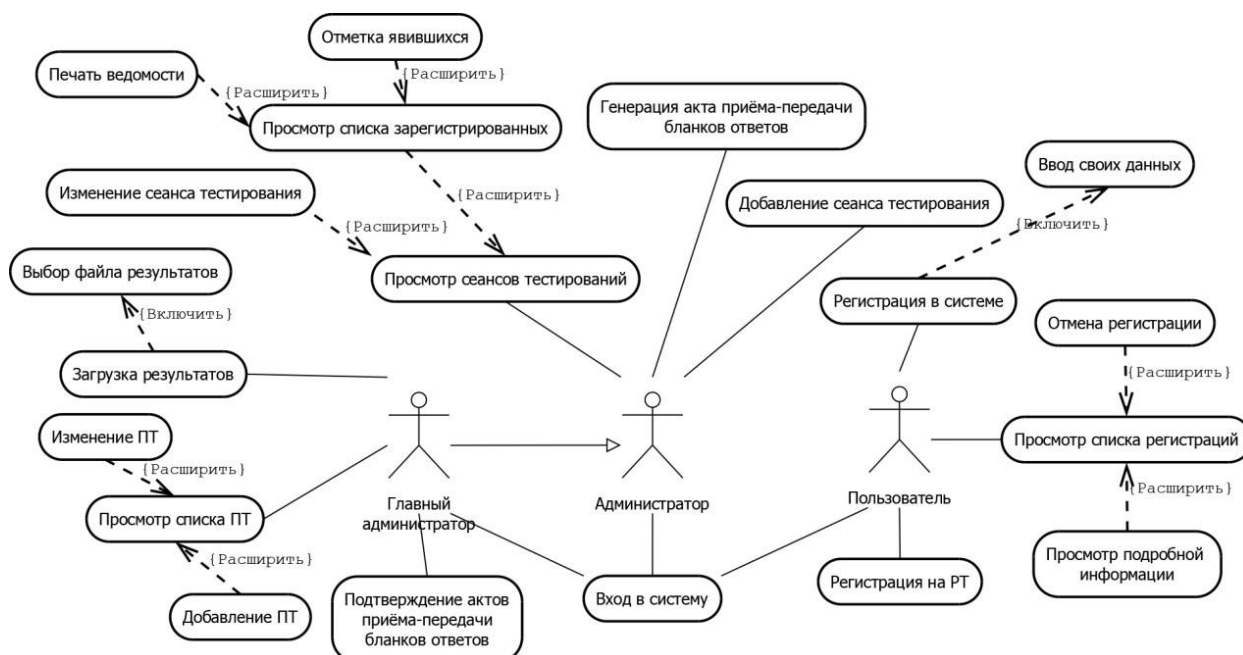 Отметка явившихся
Печать ведомости
{Расширить}
{Расширить}
Просмотр списка зарегистрированных
Генерация акта приёма-передачи
бланков ответов
Ввод своих данных
Изменение сеанса тестирования
{Расширить}
Добавление сеанса тестирования
{Расширить}
{Включить}
Выбор файла результатов
Просмотр сеансов тестирований
Регистрация в системе
{Включить}
Отмена регистрации
Загрузка результатов
{Расширить}
Изменение ПТ
Просмотр списка регистраций
{Расширить}
{Расширить}
Просмотр списка ПТ
Главный
администратор
Администратор
Пользователь
{Расширить}
Просмотр подробной
информации
Добавление ПТ
Подтверждение актов
приёма-передачи
бланков ответов
Вход в систему
Регистрация на РТ